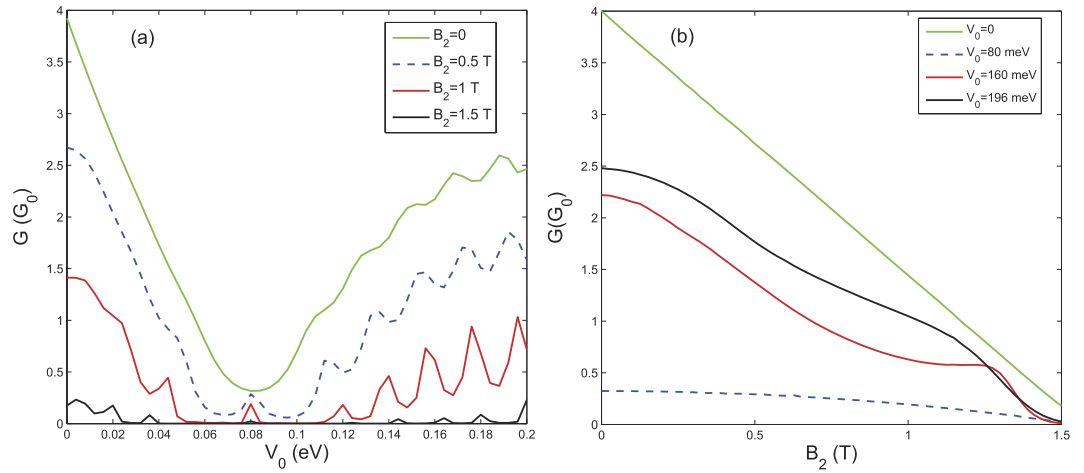 (a)
B2=0
B2=0.5 T
B2=1 T
B2=1.5 T
4
3.5
3
2.5
2
1.5
1
0.5
0
G (G0)
0 0.02 0.04 0.06 0.08 0.1 0.12 0.14 0.16 0.18 0.2
V0 (eV)
(b)
V0=0
V0=80 meV
V0=160 meV
V0=196 meV
4
3.5
3
2.5
2
1.5
1
0.5
0
G(G0)
0 0.5 1 1.5
B2 (T)